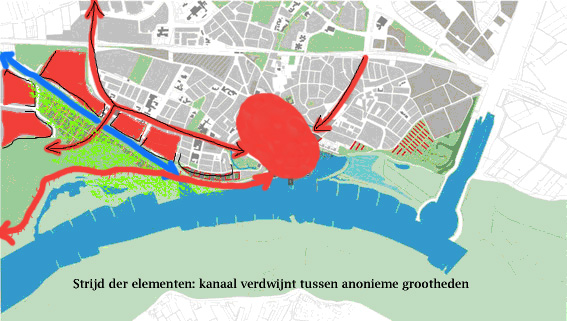 Strijd der elementen: kanaal verdwijnt tussen anonieme grootheden